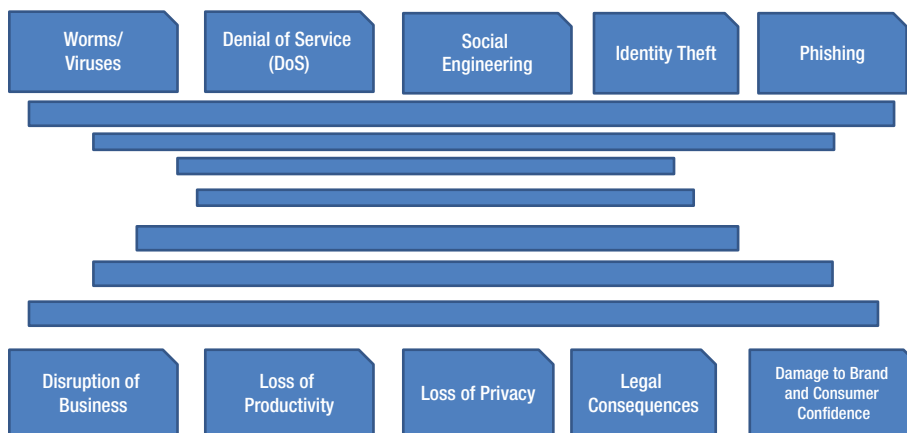 Worms/
Viruses
Denial of Service
(DoS)
Social
Engineering
Identity Theft
Phishing
Disruption of
Business
Loss of
Productivity
Loss of Privacy
Legal
Consequences
Damage to Brand
and Consumer
Confidence